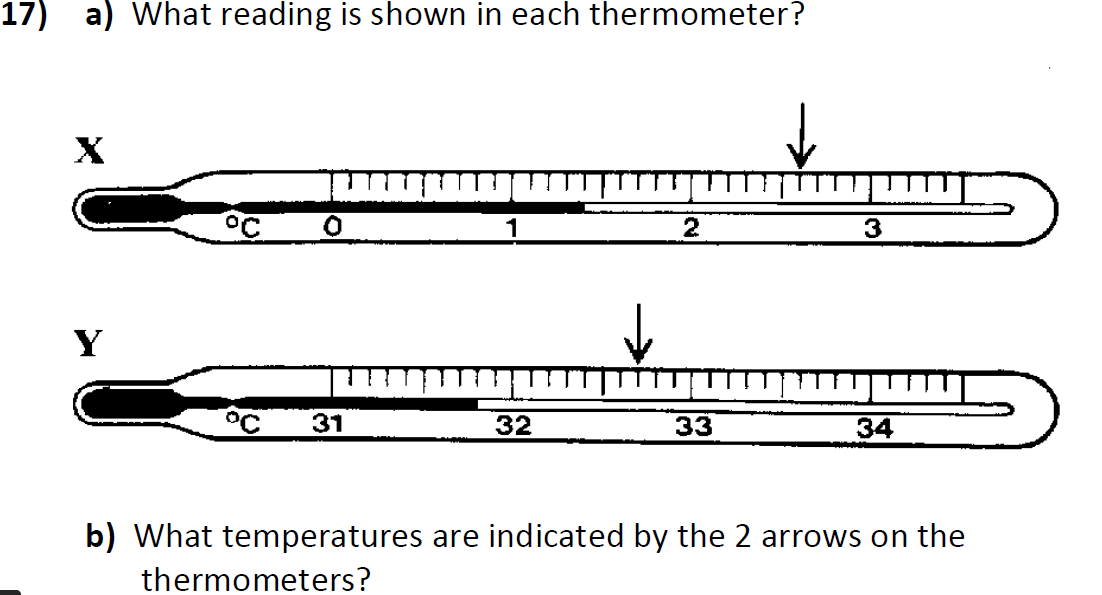 17) a) What reading is shown in each thermometer?
X
°C 0 1 2 3
Y
°C 31 32 33 34
b) What temperatures are indicated by the 2 arrows on the
thermometers?